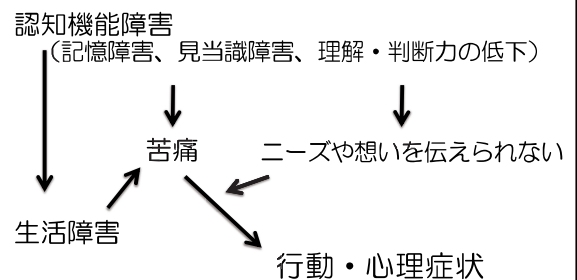 認知機能障害
（記憶障害、見当識障害、理解・判断力の低下）
苦痛
ニーズや想いを伝えられない
生活障害
行動・心理症状